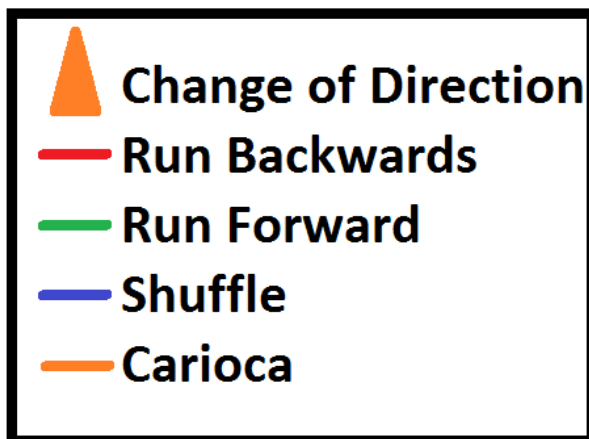 Change of Direction
Run Backwards
Run Forward
Shuffle
Carioca